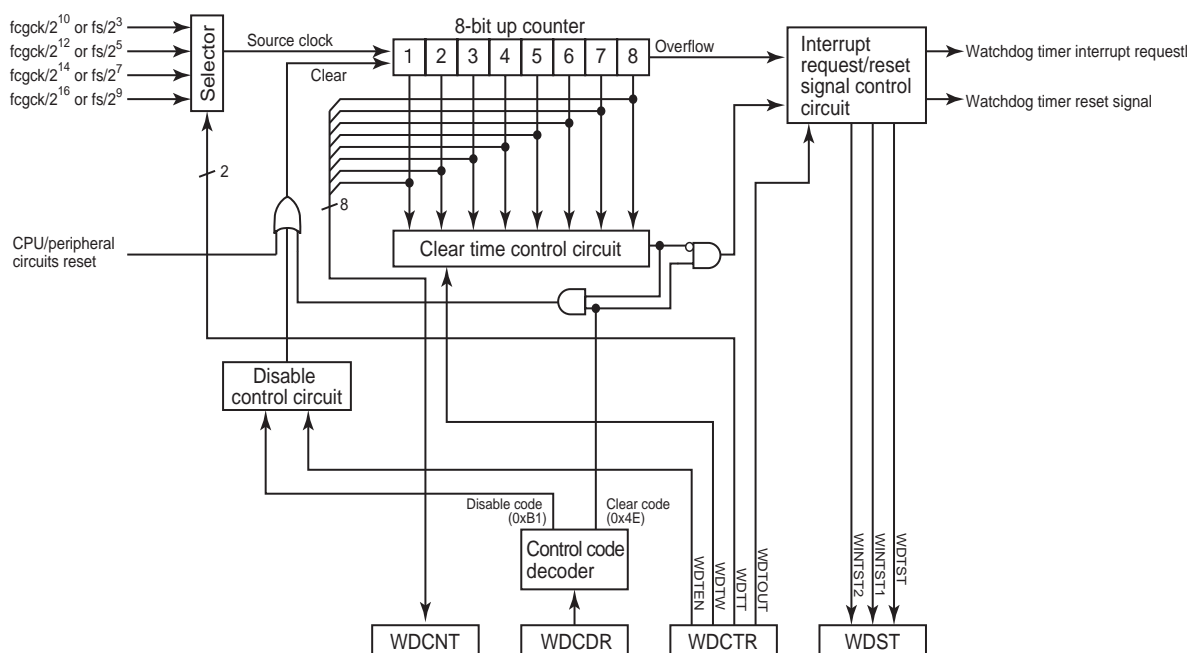 8-bit up counter
fcgck/2^10 or fs/2^3
fcgck/2^12 or fs/2^5
fcgck/2^14 or fs/2^7
fcgck/2^16 or fs/2^9
Selector
Source clock
Clear
1 2 3 4 5 6 7 8
Overflow
Interrupt
request/reset
signal control
circuit
Watchdog timer interrupt requestl
Watchdog timer reset signal
2
8
CPU/peripheral
circuits reset
Clear time control circuit
Disable
control circuit
Disable code
(0xB1)
Clear code
(0x4E)
Control code
decoder
WDTEN
WDTW
WDTT
WDTOUT
WINTST2
WINTST1
WDTST
WDCNT
WDCDR
WDCTR
WDST